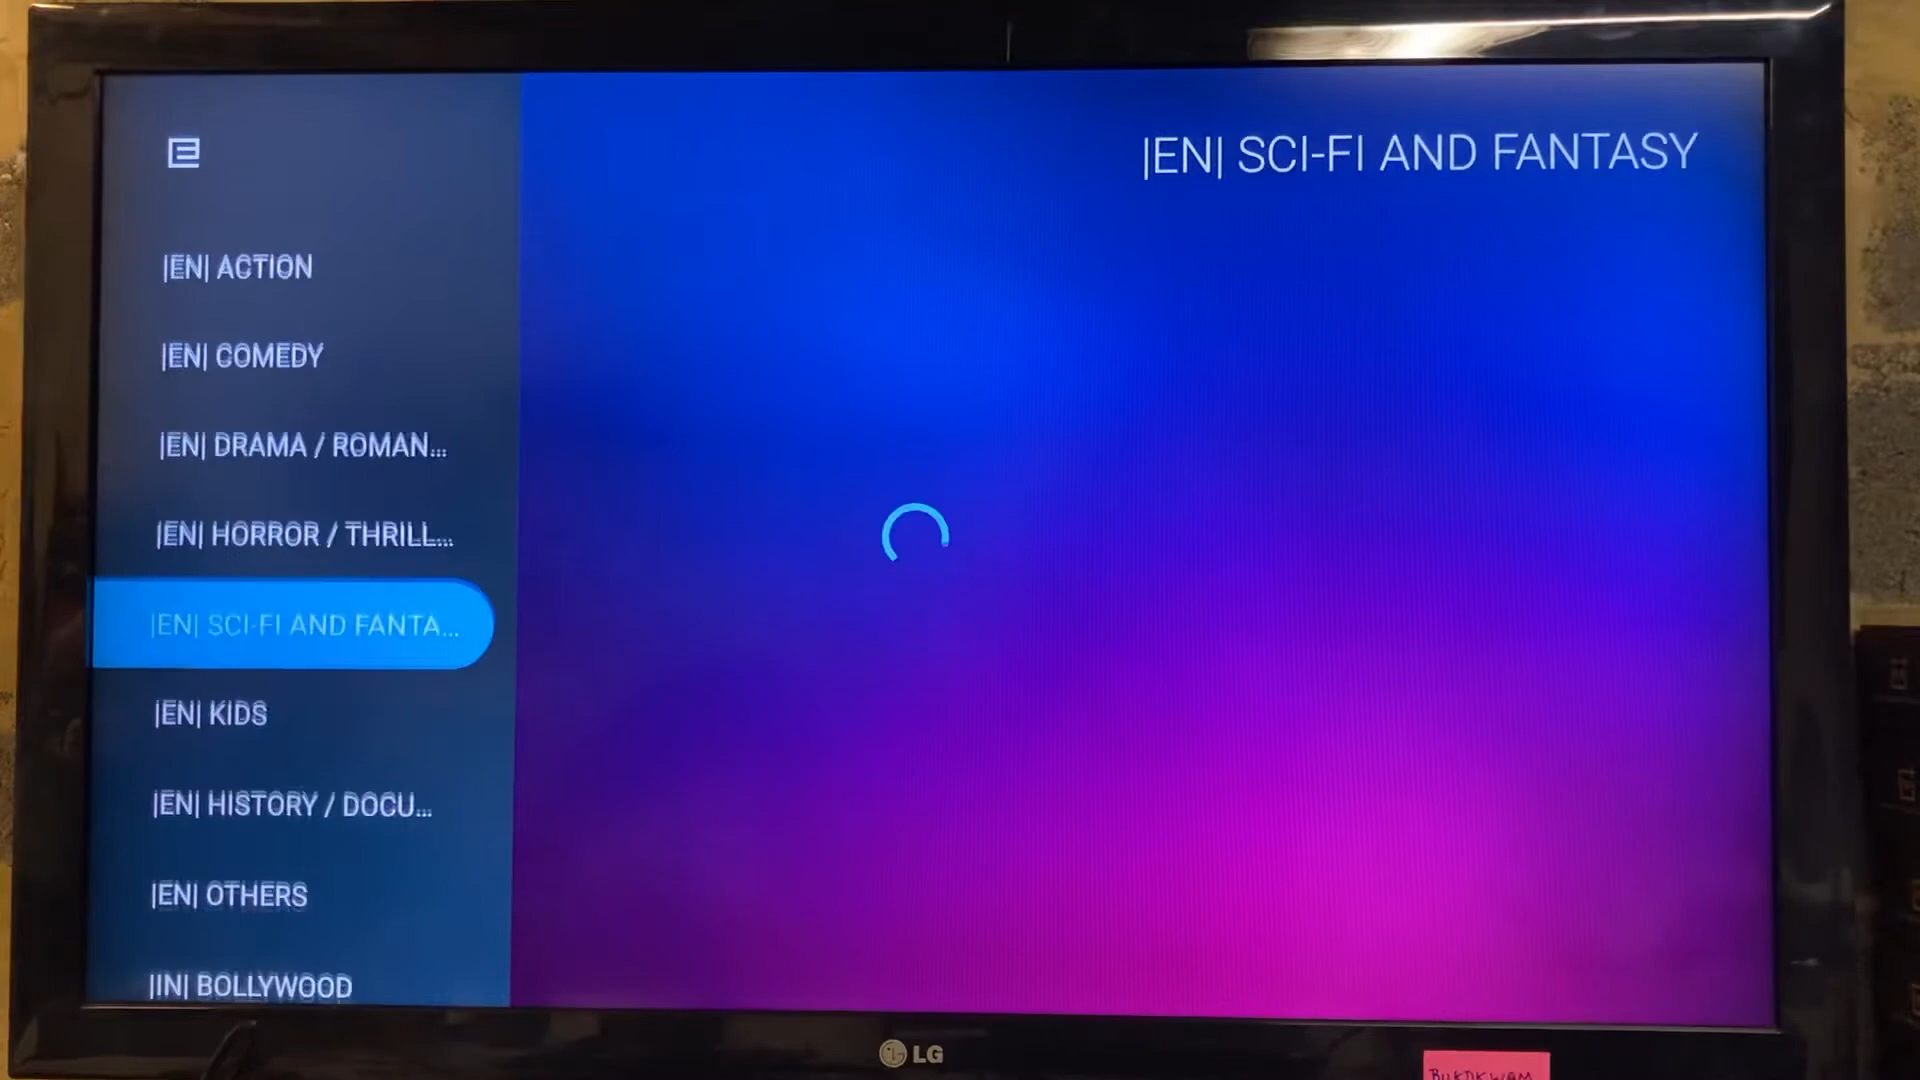 |EN| SCI-FI AND FANTASY
|EN| ACTION
|EN| COMEDY
|EN| DRAMA / ROMAN...
|EN| HORROR / THRILL...
|EN| SCI-FI AND FANTA...
|EN| KIDS
|EN| HISTORY / DOCU...
|EN| OTHERS
|IN| BOLLYWOOD
LG